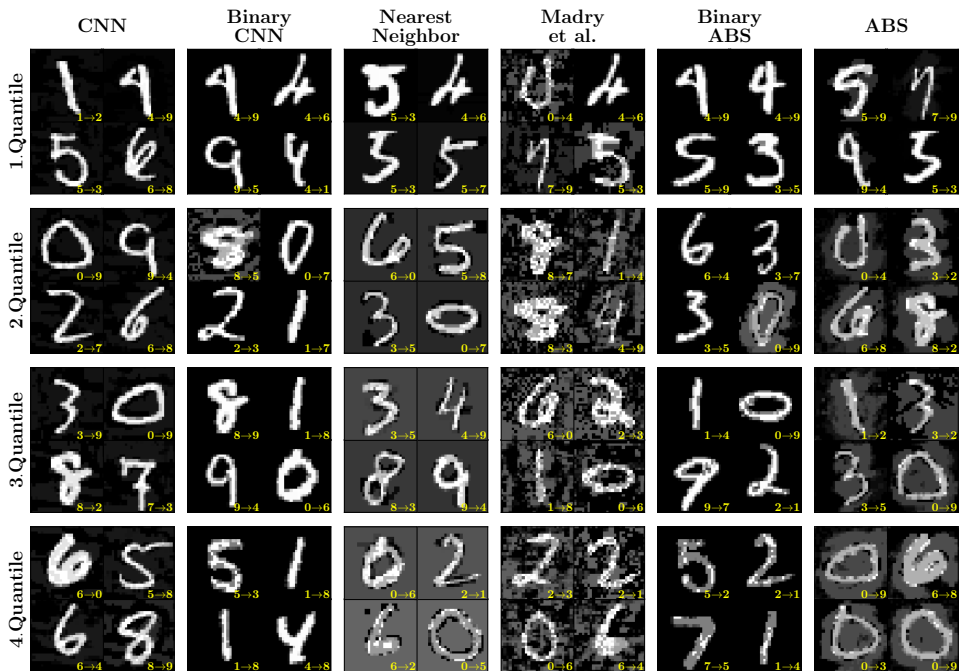 CNN
Binary CNN
Nearest Neighbor
Madry et al.
Binary ABS
ABS
1.Quantile
1→2 4→9 4→9 4→6 5→3 4→6 0→4 4→6 4→9 4→9 5→9 7→9
5→3 6→8 9→5 4→1 5→3 5→7 7→9 5→3 5→9 3→5 9→4 5→3
2.Quantile
0→9 9→4 8→5 0→7 6→0 5→8 8→7 1→4 6→4 3→7 0→4 3→2
2→7 6→8 2→3 1→7 3→5 0→7 8→3 4→9 3→5 0→9 6→8 8→2
3.Quantile
3→9 0→9 8→9 1→8 3→5 4→9 6→0 2→3 1→4 0→9 1→2 3→2
8→2 7→3 9→4 0→6 8→3 9→4 1→8 0→6 9→7 2→1 3→5 0→9
4.Quantile
6→0 5→8 5→3 1→8 0→6 2→1 2→3 2→1 5→6 2→1 0→9 6→8
6→4 8→9 1→8 4→8 6→2 0→5 0→6 6→4 7→5 1→4 0→3 0→9